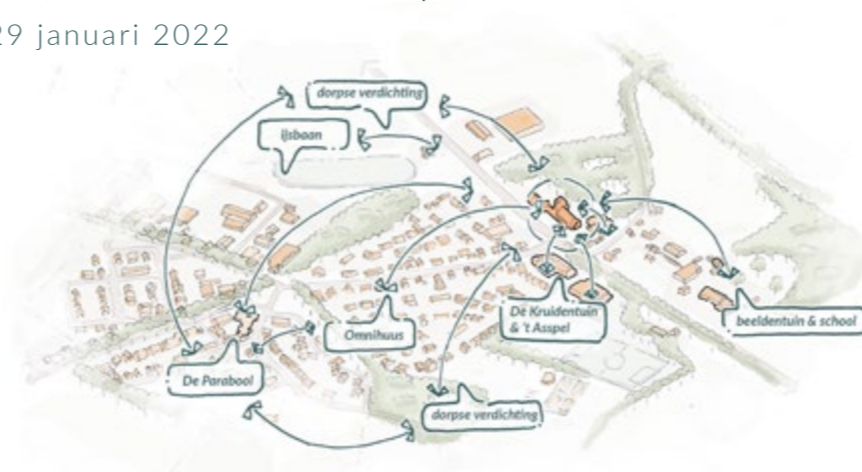 29 januari 2022
dorpse verdichting
ijsbaan
De Kruidentuin
& 't Asspel
beeldentuin & school
Omnihuus
De Parabool
dorpse verdichting